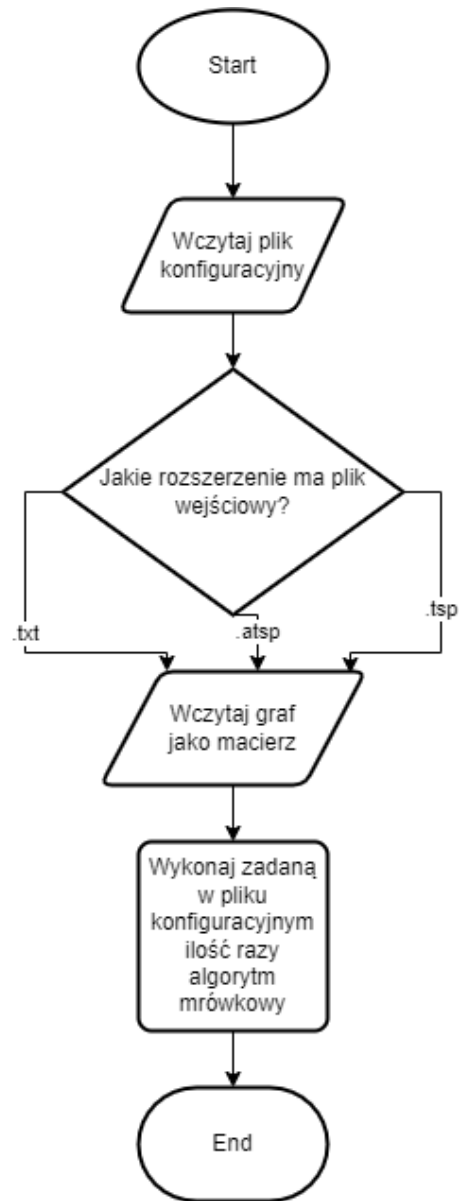 Start
Wczytaj plik
konfiguracyjny
Jakie rozszerzenie ma plik
wejściowy?
.txt
.atsp
.tsp
Wczytaj graf
jako macierz
Wykonaj zadaną
w pliku
konfiguracyjnym
ilość razy
algorytm
mrówkowy
End